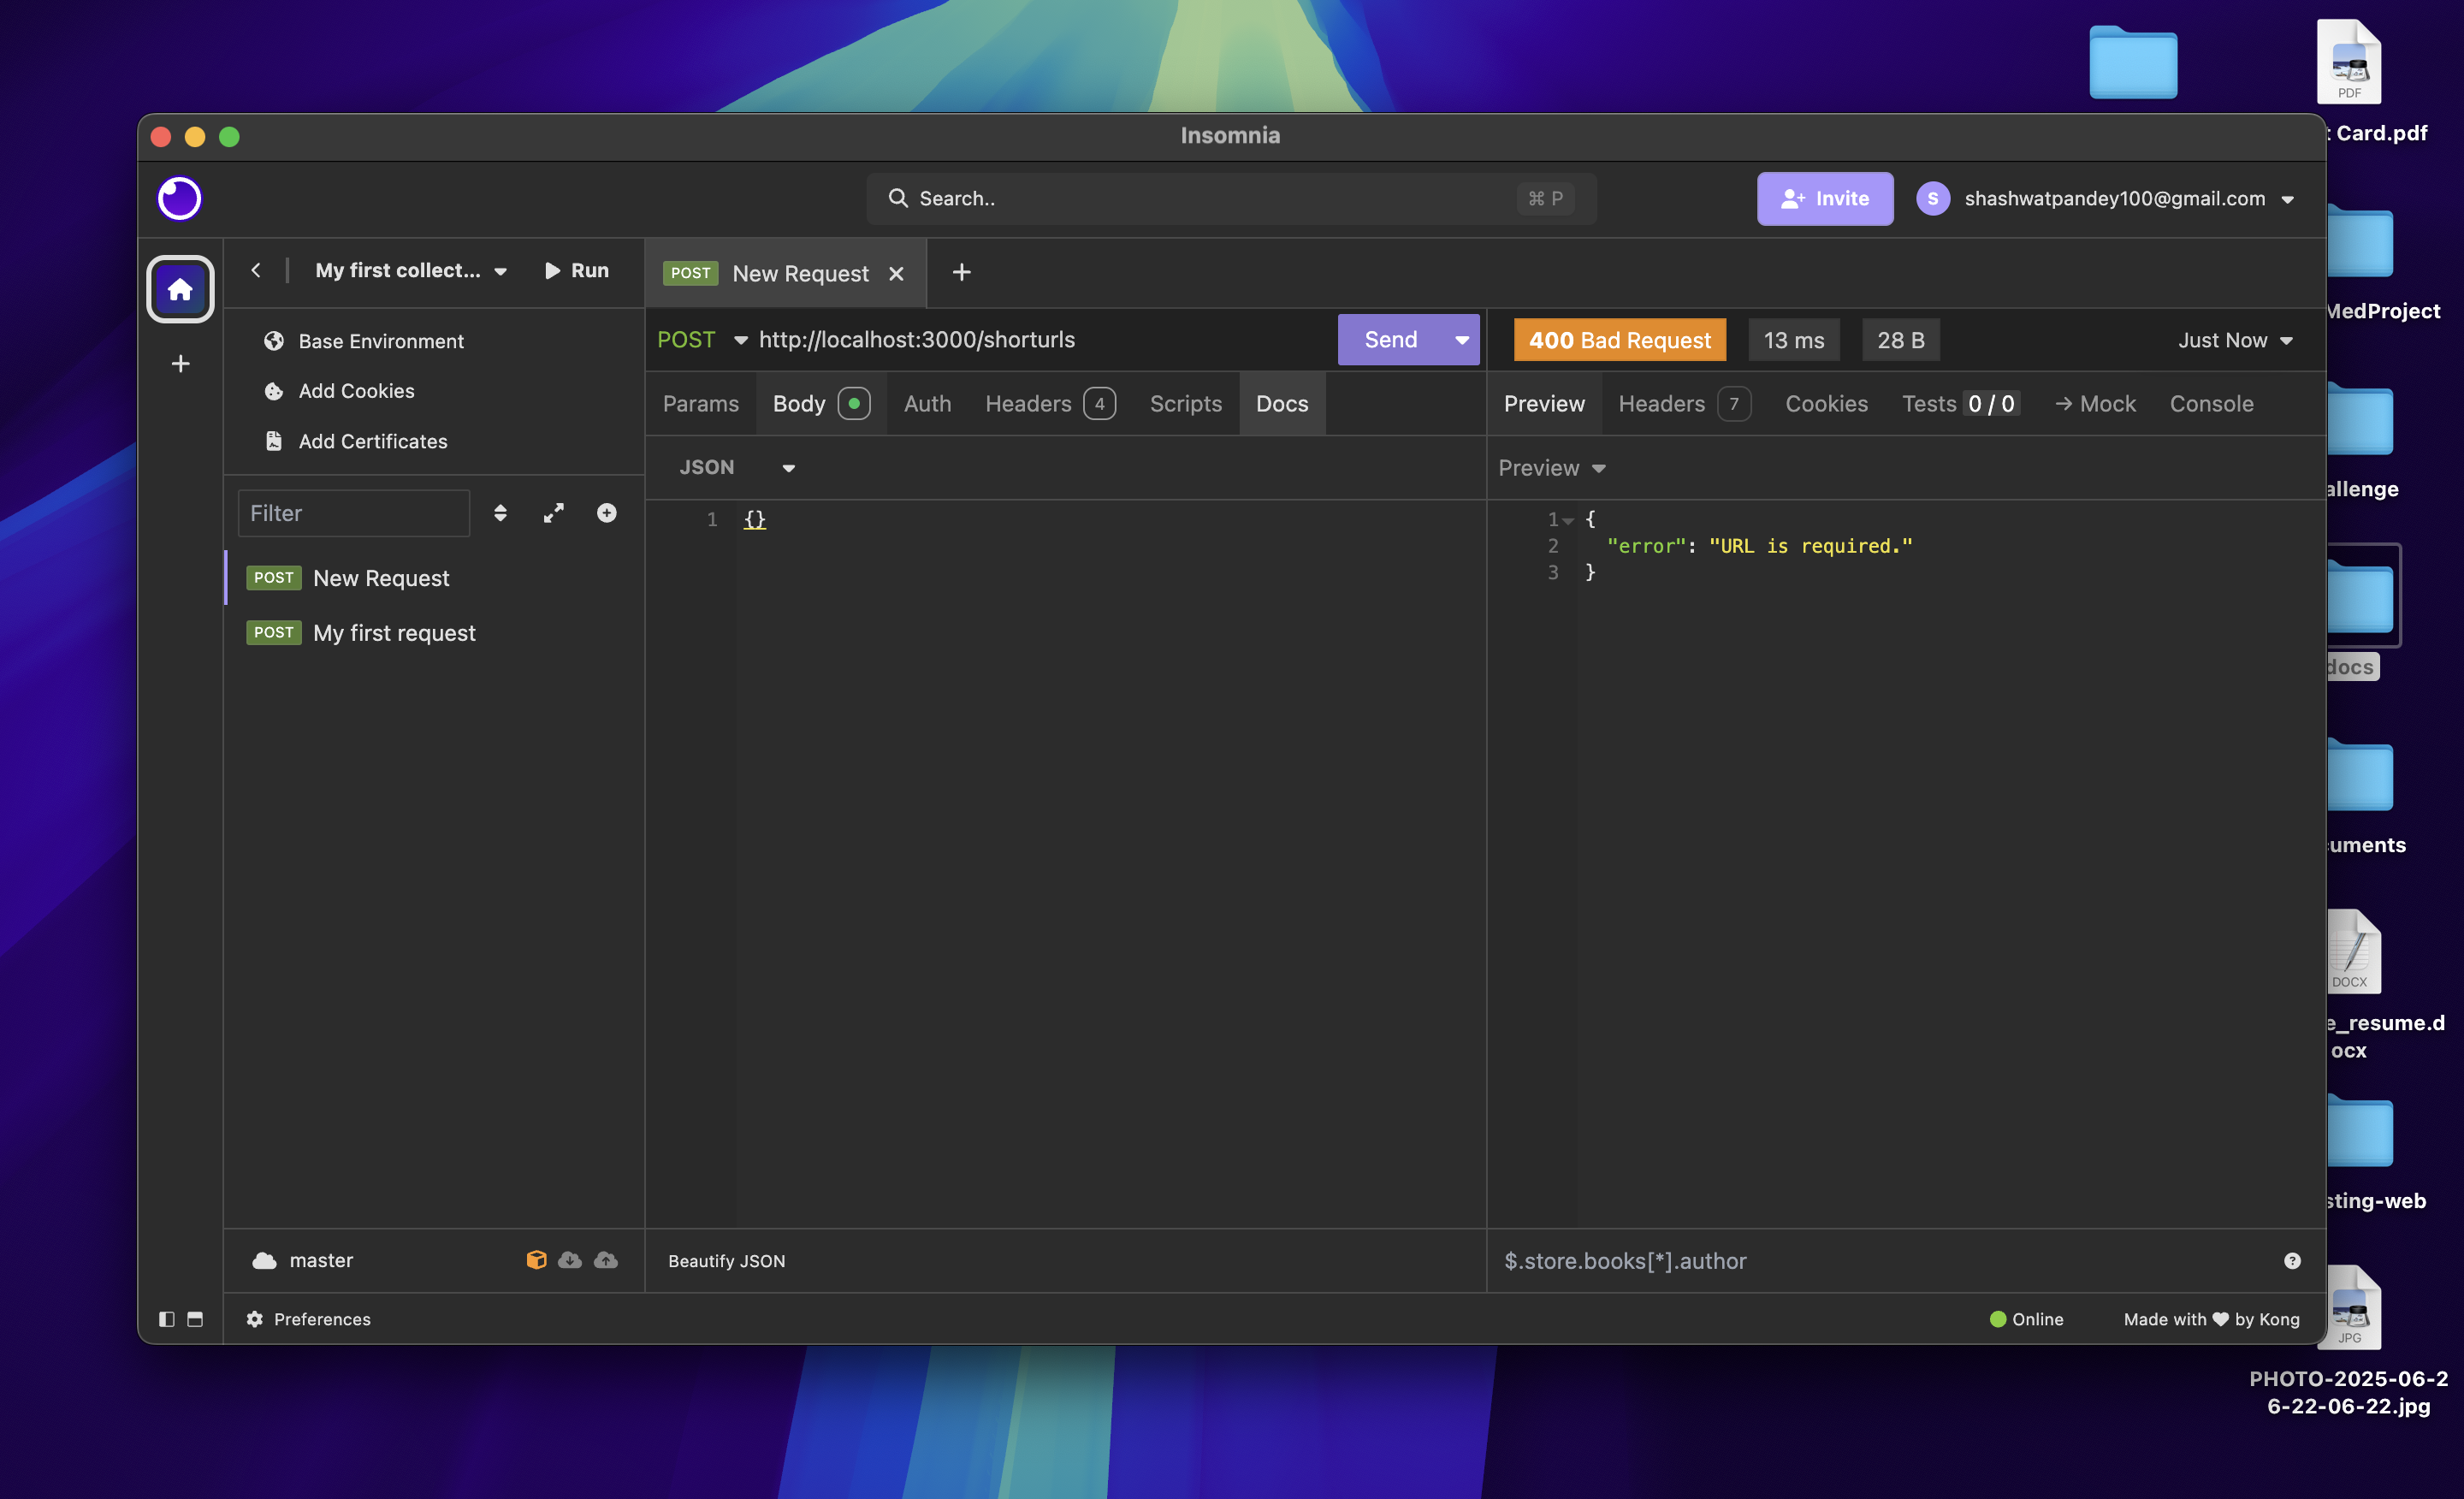 Insomnia
Search..
⌘ P
Invite
S
shashwatpandey100@gmail.com
My first collect...
Run
POST New Request
Base Environment
Add Cookies
Add Certificates
Filter
POST New Request
POST My first request
master
Preferences
POST http://localhost:3000/shorturls
Send
Params
Body
Auth
Headers 4
Scripts
Docs
JSON
1 {}
Beautify JSON
400 Bad Request
13 ms
28 B
Just Now
Preview
Headers 7
Cookies
Tests 0 / 0
→ Mock
Console
Preview
1 {
2 "error": "URL is required."
3 }
$.store.books[*].author
?
Online
Made with ♥ by Kong
PDF
t Card.pdf
MedProject
allenge
docs
cuments
DOCX
e_resume.d
ocx
sting-web
JPG
PHOTO-2025-06-2
6-22-06-22.jpg